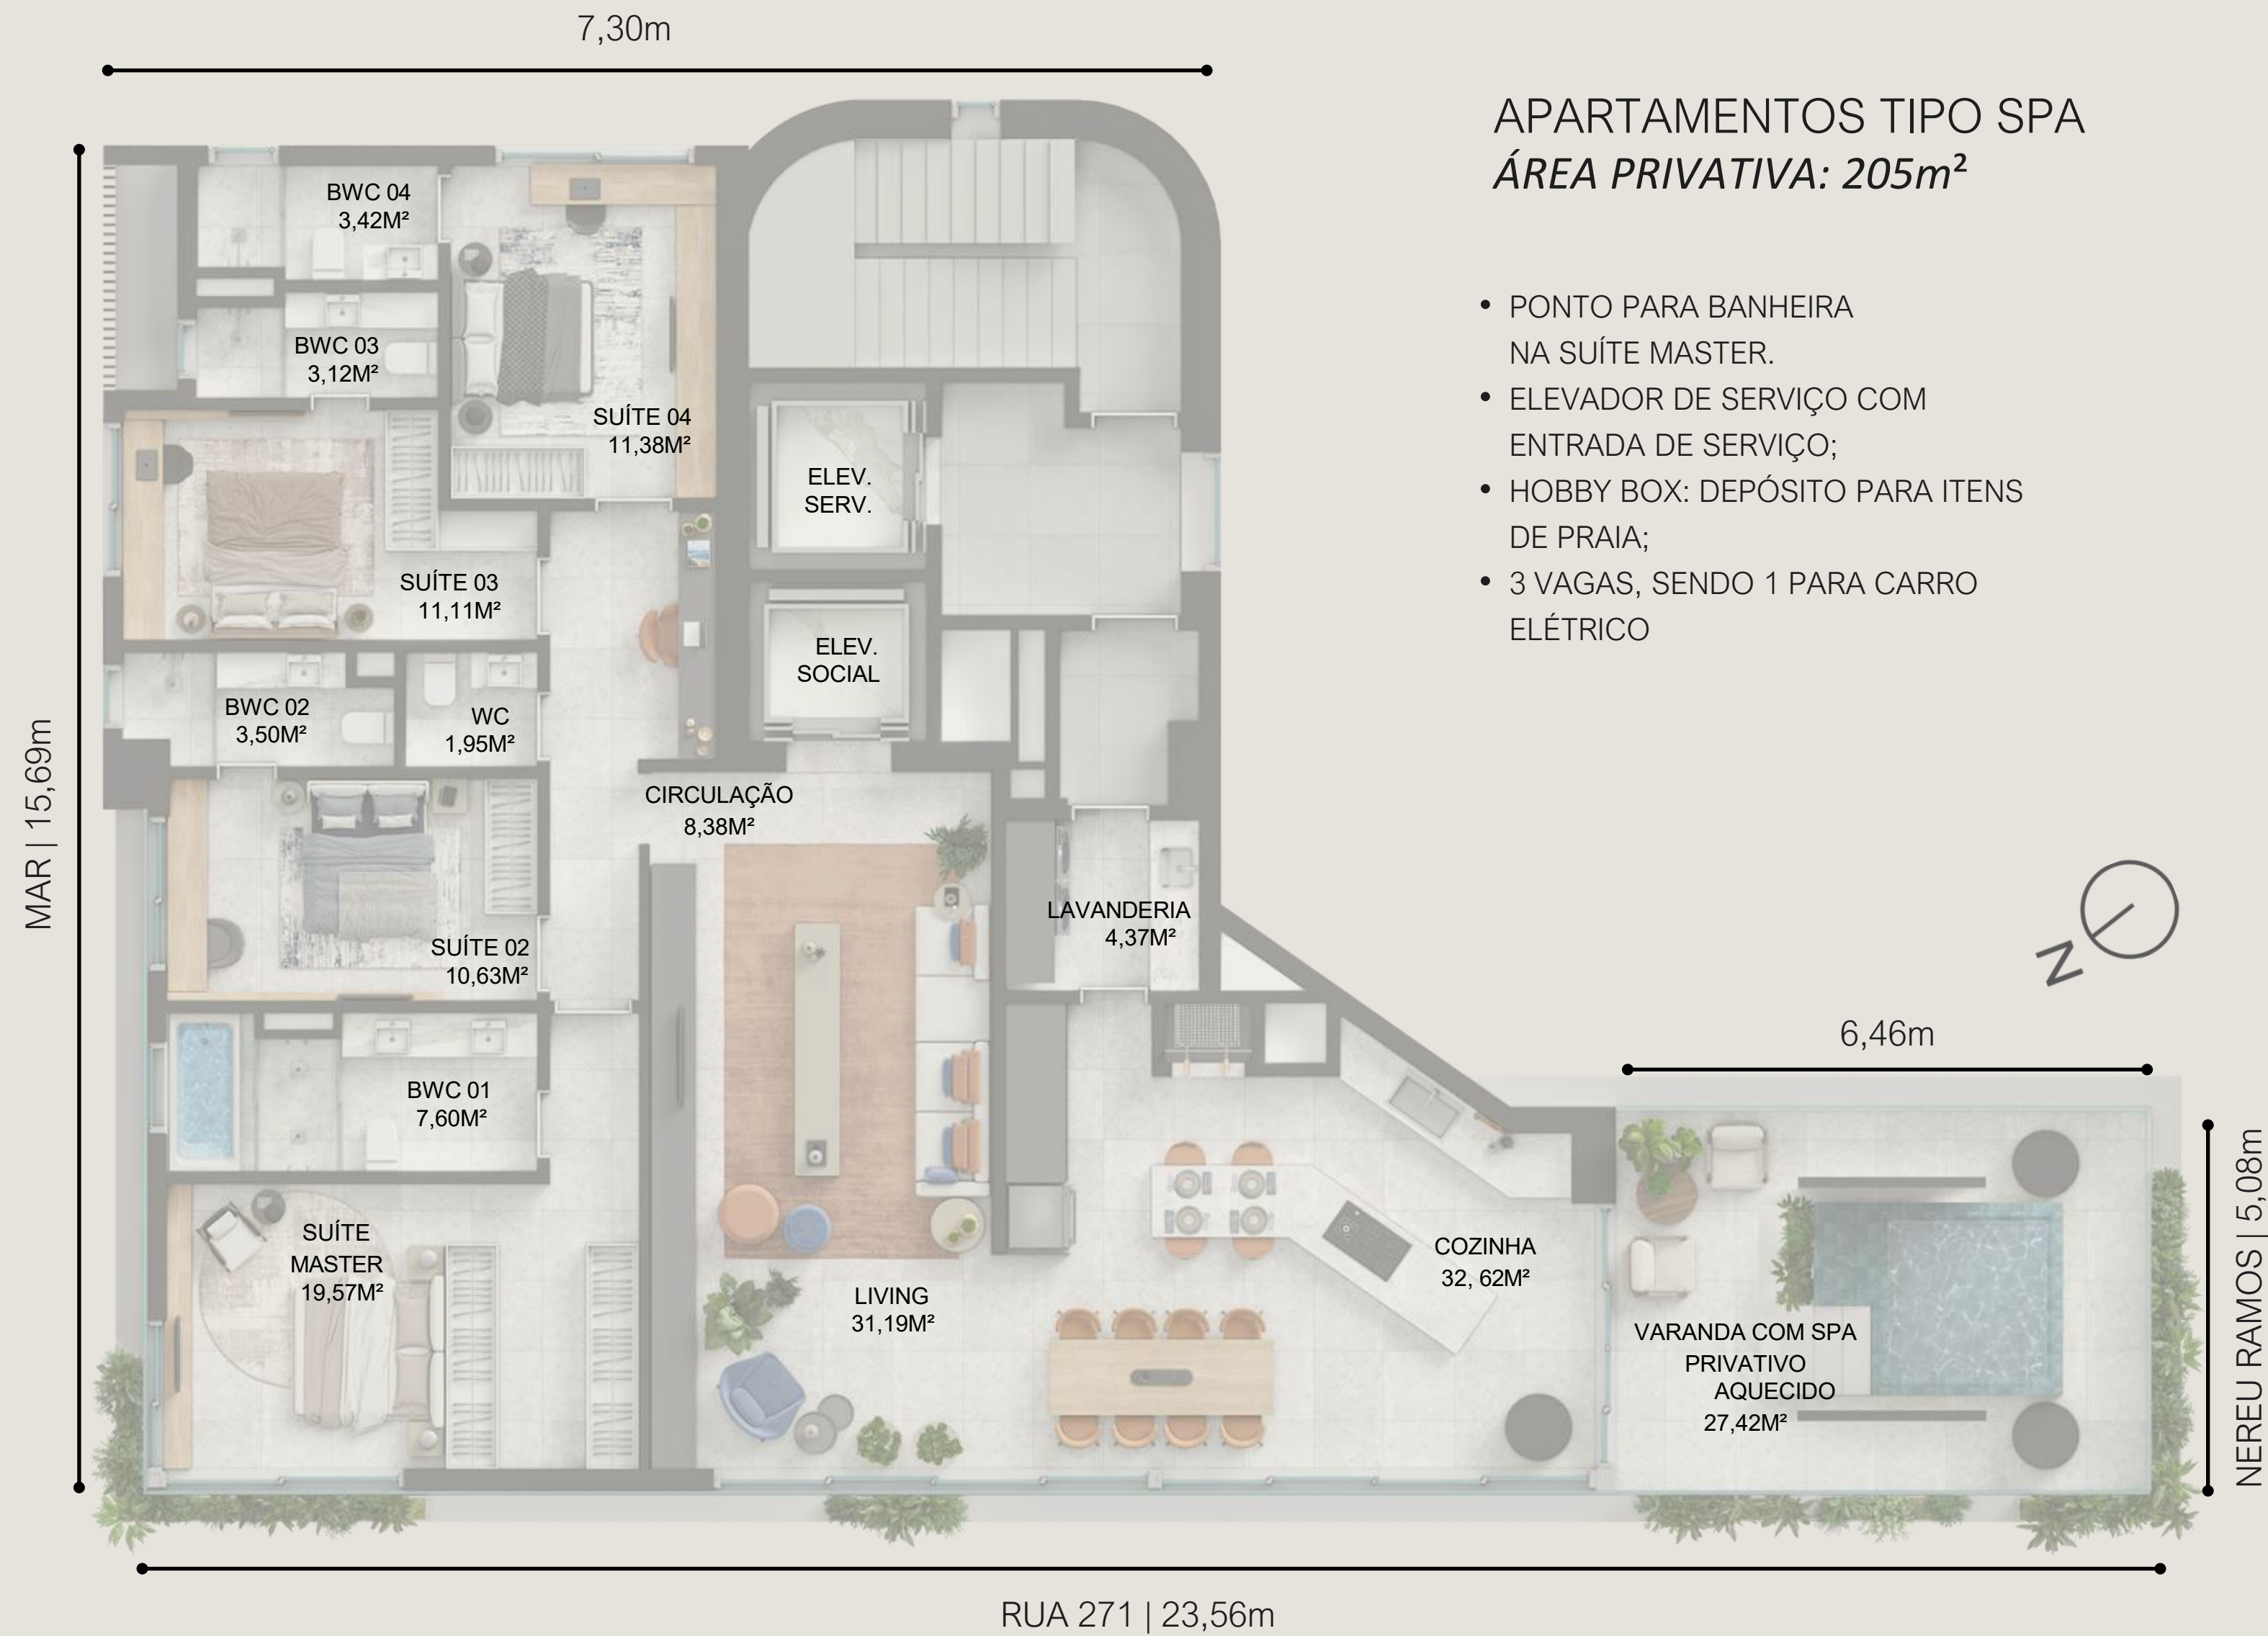 7,30m
APARTAMENTOS TIPO SPA
ÁREA PRIVATIVA: 205m²
• PONTO PARA BANHEIRA
NA SUÍTE MASTER.
• ELEVADOR DE SERVIÇO COM
ENTRADA DE SERVIÇO;
• HOBBY BOX: DEPÓSITO PARA ITENS
DE PRAIA;
• 3 VAGAS, SENDO 1 PARA CARRO
ELÉTRICO
BWC 04
3,42M²
BWC 03
3,12M²
SUÍTE 04
11,38M²
ELEV.
SERV.
SUÍTE 03
11,11M²
ELEV.
SOCIAL
BWC 02
3,50M²
WC
1,95M²
MAR | 15,69m
CIRCULAÇÃO
8,38M²
LAVANDERIA
4,37M²
SUÍTE 02
10,63M²
N
6,46m
BWC 01
7,60M²
SUÍTE
MASTER
19,57M²
COZINHA
32, 62M²
LIVING
31,19M²
VARANDA COM SPA
PRIVATIVO
AQUECIDO
27,42M²
NEREU RAMOS | 5,08m
RUA 271 | 23,56m